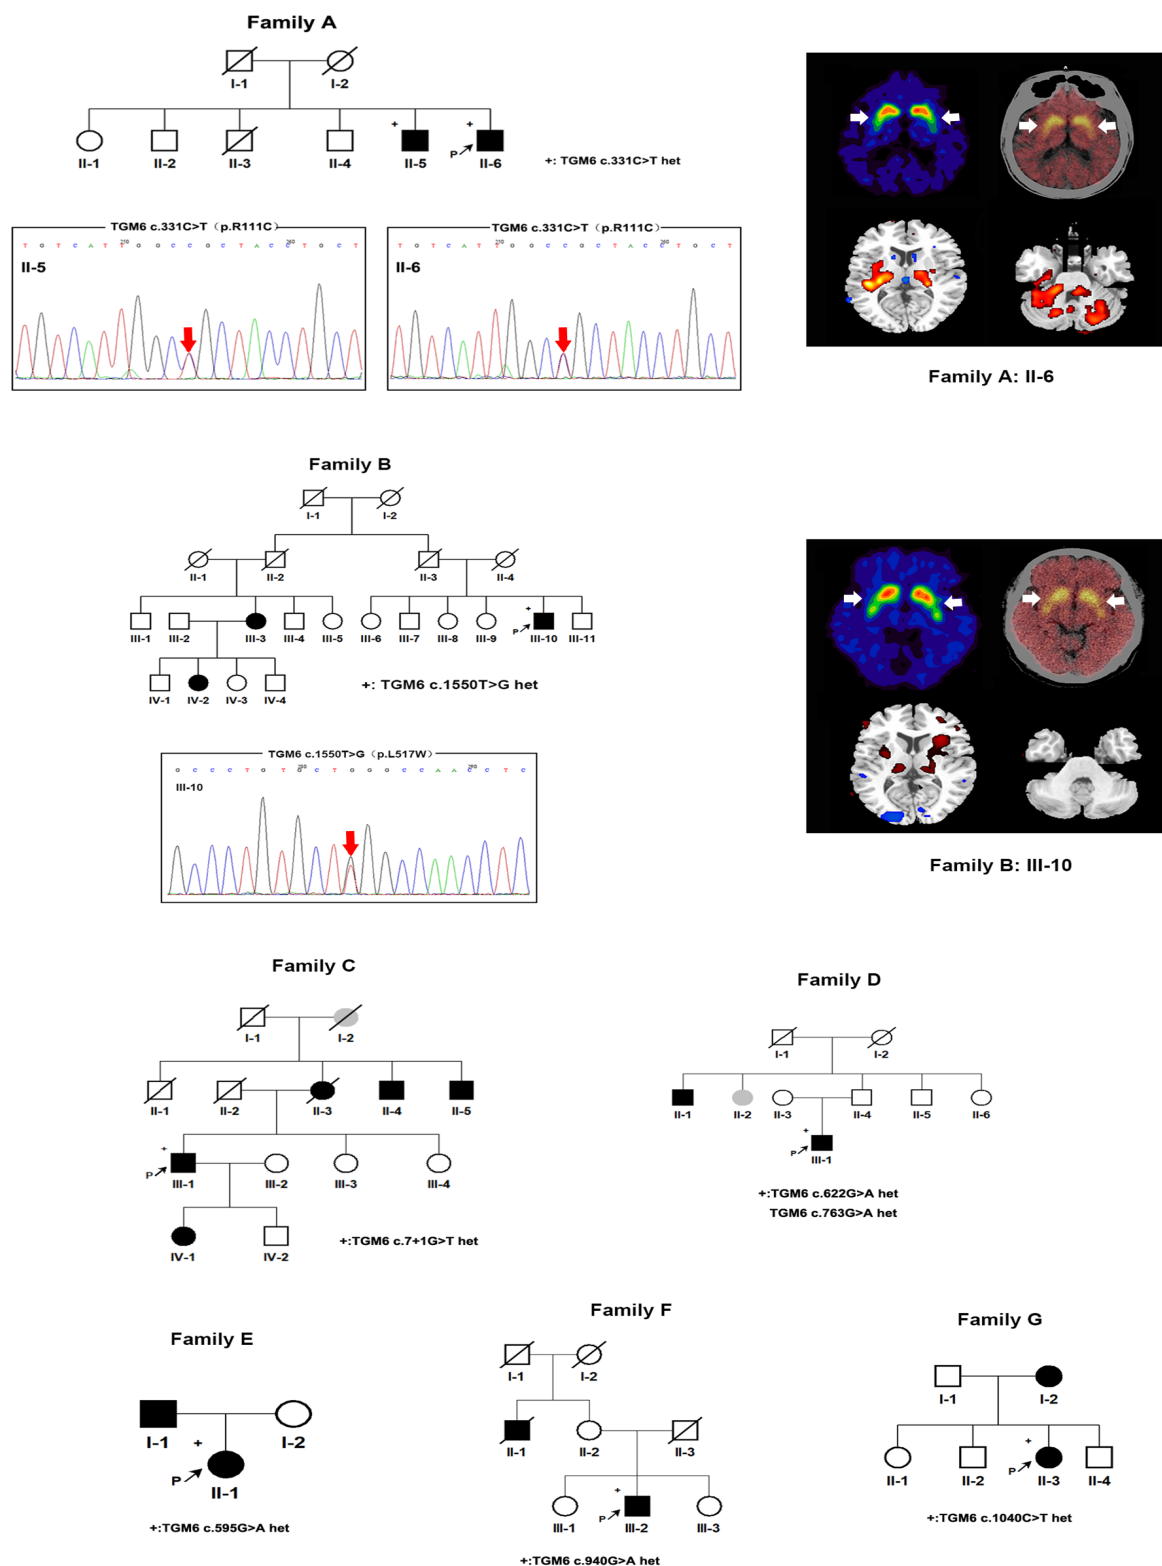 Family A
I-1 I-2
+ +
P
II-1 II-2 II-3 II-4 II-5 II-6
+: TGM6 c.331C>T het
TGM6 c.331C>T (p.R111C)
T G T C A T T G G C C G C T A C C T G C T
250 260
II-5
TGM6 c.331C>T (p.R111C)
T G T C A T T G G C C G C T A C C T G C T
250 260
II-6
Family A: II-6
Family B
I-1 I-2
II-1 II-2 II-3 II-4
+
P
III-1 III-2 III-3 III-4 III-5 III-6 III-7 III-8 III-9 III-10 III-11
IV-1 IV-2 IV-3 IV-4
+: TGM6 c.1550T>G het
TGM6 c.1550T>G (p.L517W)
G C C C T G T G C T G G G C C A A C C T C
280 290
III-10
Family B: III-10
Family C
I-1 I-2
II-1 II-2 II-3 II-4 II-5
+
P
III-1 III-2 III-3 III-4
IV-1 IV-2
+:TGM6 c.7+1G>T het
Family D
I-1 I-2
II-1 II-2 II-3 II-4 II-5 II-6
+
P
III-1
+:TGM6 c.622G>A het
TGM6 c.763G>A het
Family E
I-1 I-2
+
P
II-1
+:TGM6 c.595G>A het
Family F
I-1 I-2
II-1 II-2 II-3
+
P
III-1 III-2 III-3
+:TGM6 c.940G>A het
Family G
I-1 I-2
+
P
II-1 II-2 II-3 II-4
+:TGM6 c.1040C>T het